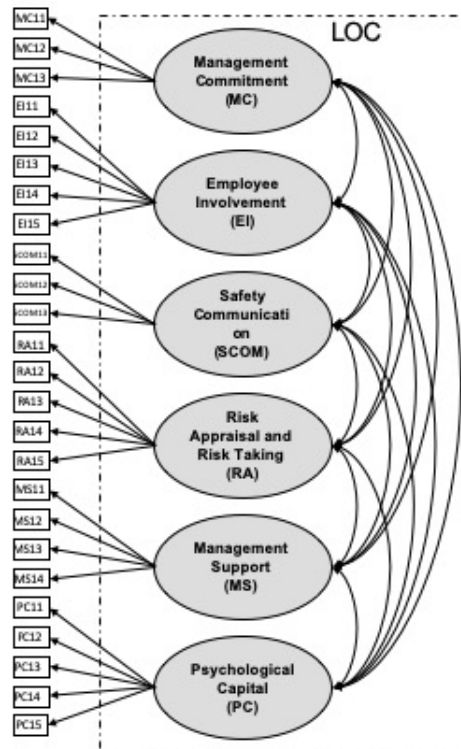 LOC
MC11
MC12
MC13
EI11
EI12
EI13
EI14
EI15
SCOM11
SCOM12
SCOM13
RA11
RA12
RA13
RA14
RA15
MS11
MS12
MS13
MS14
PC11
PC12
PC13
PC14
PC15
Management
Commitment
(MC)
Employee
Involvement
(EI)
Safety
Communicati
on
(SCOM)
Risk
Appraisal and
Risk Taking
(RA)
Management
Support
(MS)
Psychological
Capital
(PC)